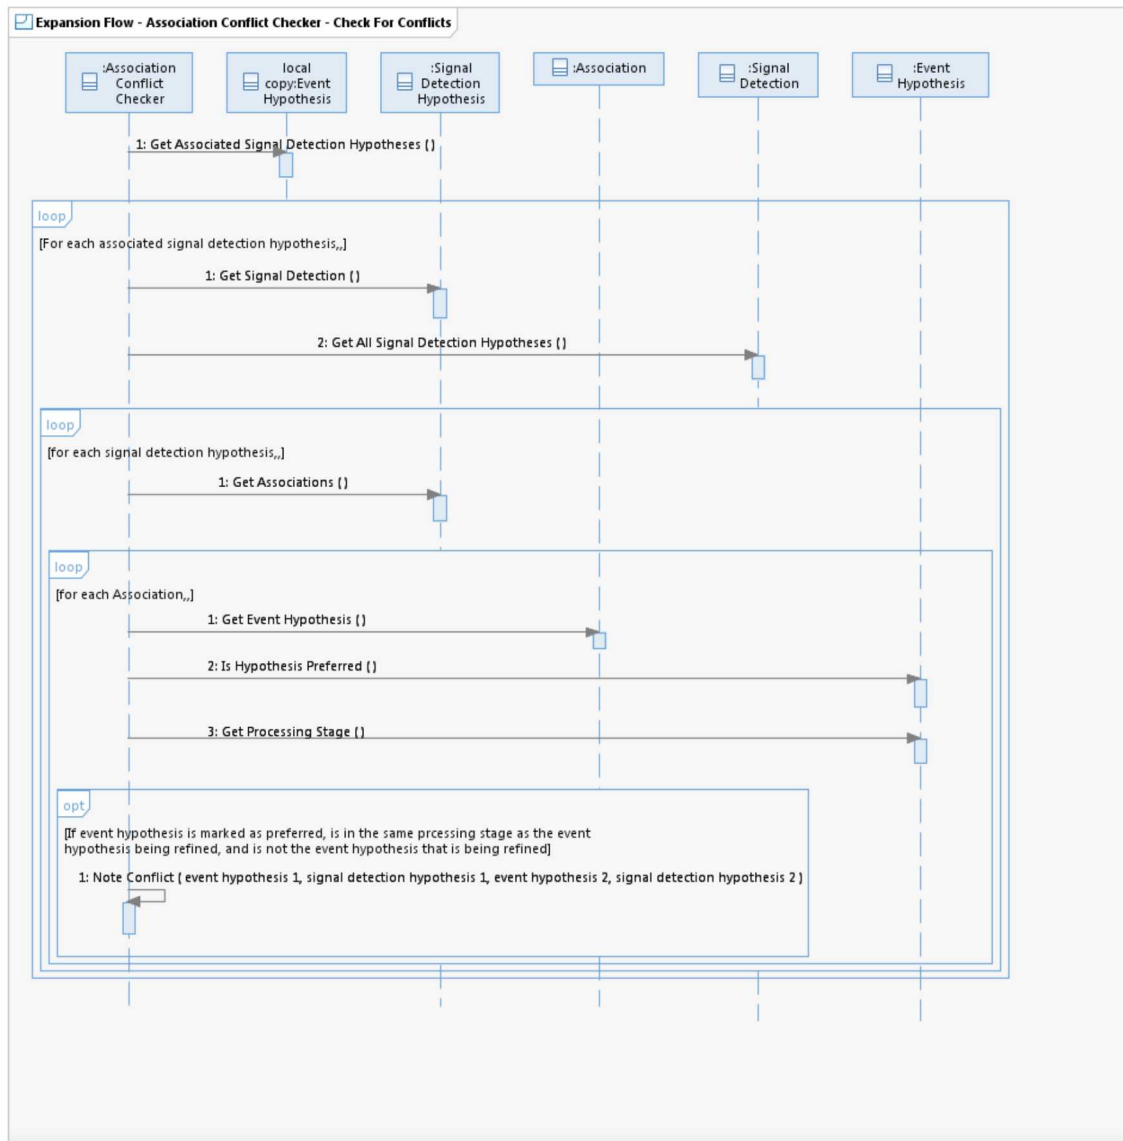 Expansion Flow - Association Conflict Checker - Check For Conflicts
:Association
Conflict
Checker
local
copy:Event
Hypothesis
:Signal
Detection
Hypothesis
:Association
:Signal
Detection
:Event
Hypothesis
1: Get Associated Signal Detection Hypotheses ()
loop
[For each associated signal detection hypothesis,,]
1: Get Signal Detection ()
2: Get All Signal Detection Hypotheses ()
loop
[for each signal detection hypothesis,,]
1: Get Associations ()
loop
[for each Association,,]
1: Get Event Hypothesis ()
2: Is Hypothesis Preferred ()
3: Get Processing Stage ()
opt
[If event hypothesis is marked as preferred, is in the same prcessing stage as the event
hypothesis being refined, and is not the event hypothesis that is being refined]
1: Note Conflict ( event hypothesis 1, signal detection hypothesis 1, event hypothesis 2, signal detection hypothesis 2 )